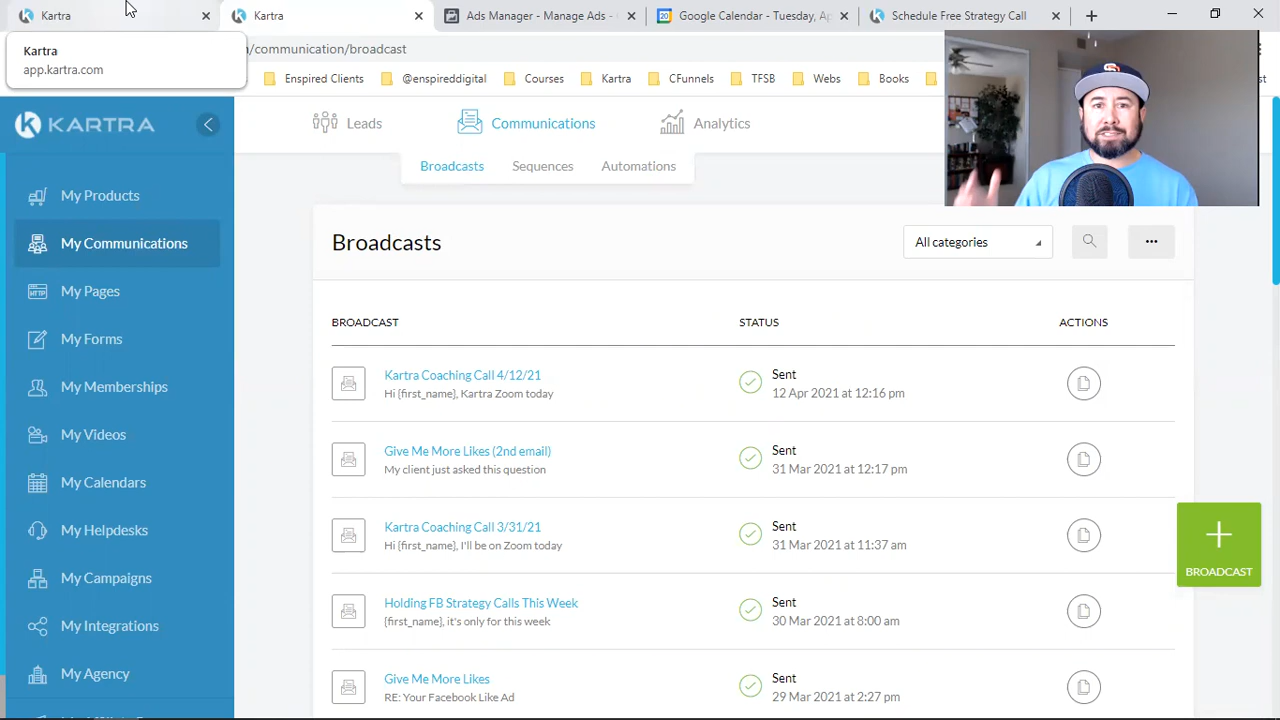 Kartra
Kartra
Ads Manager - Manage Ads -
Google Calendar - Tuesday, Ap
Schedule Free Strategy Call
Kartra
app.kartra.com
/communication/broadcast
Enspired Clients
@enspireddigital
Courses
Kartra
CFunnels
TFSB
Webs
Books
KARTRA
Leads
Communications
Analytics
Broadcasts
Sequences
Automations
My Products
My Communications
My Pages
My Forms
My Memberships
My Videos
My Calendars
My Helpdesks
My Campaigns
My Integrations
My Agency
Broadcasts
All categories
BROADCAST
STATUS
ACTIONS
Kartra Coaching Call 4/12/21
Hi {first_name}, Kartra Zoom today
Sent
12 Apr 2021 at 12:16 pm
Give Me More Likes (2nd email)
My client just asked this question
Sent
31 Mar 2021 at 12:17 pm
Kartra Coaching Call 3/31/21
Hi {first_name}, I'll be on Zoom today
Sent
31 Mar 2021 at 11:37 am
Holding FB Strategy Calls This Week
{first_name}, it's only for this week
Sent
30 Mar 2021 at 8:00 am
Give Me More Likes
RE: Your Facebook Like Ad
Sent
29 Mar 2021 at 2:27 pm
BROADCAST